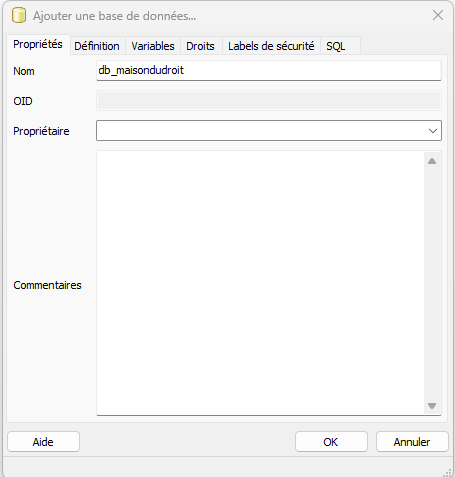 Ajouter une base de données...
Propriétés Définition Variables Droits Labels de sécurité SQL
Nom db_maisondudroit
OID
Propriétaire
Commentaires
Aide OK Annuler